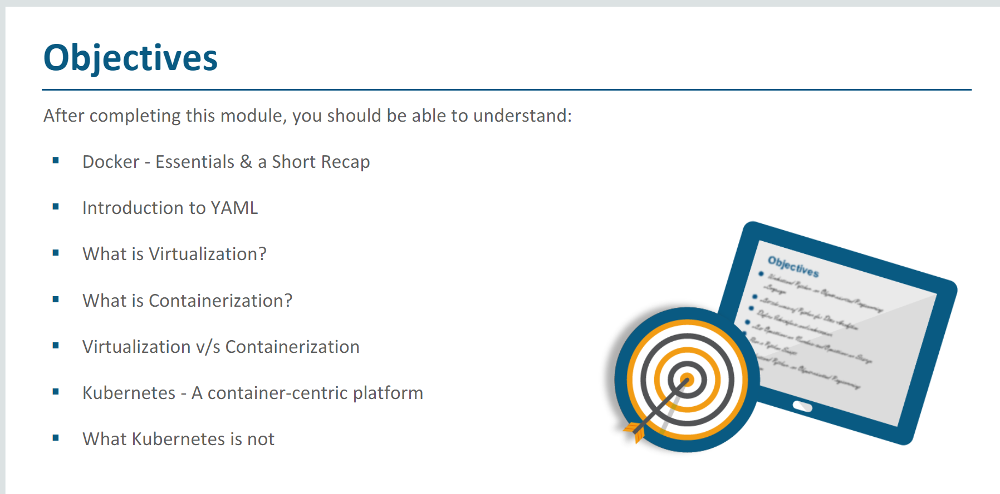 Objectives
After completing this module, you should be able to understand:
Docker - Essentials & a Short Recap
Introduction to YAML
What is Virtualization?
What is Containerization?
Virtualization v/s Containerization
Kubernetes - A container-centric platform
What Kubernetes is not
Objectives